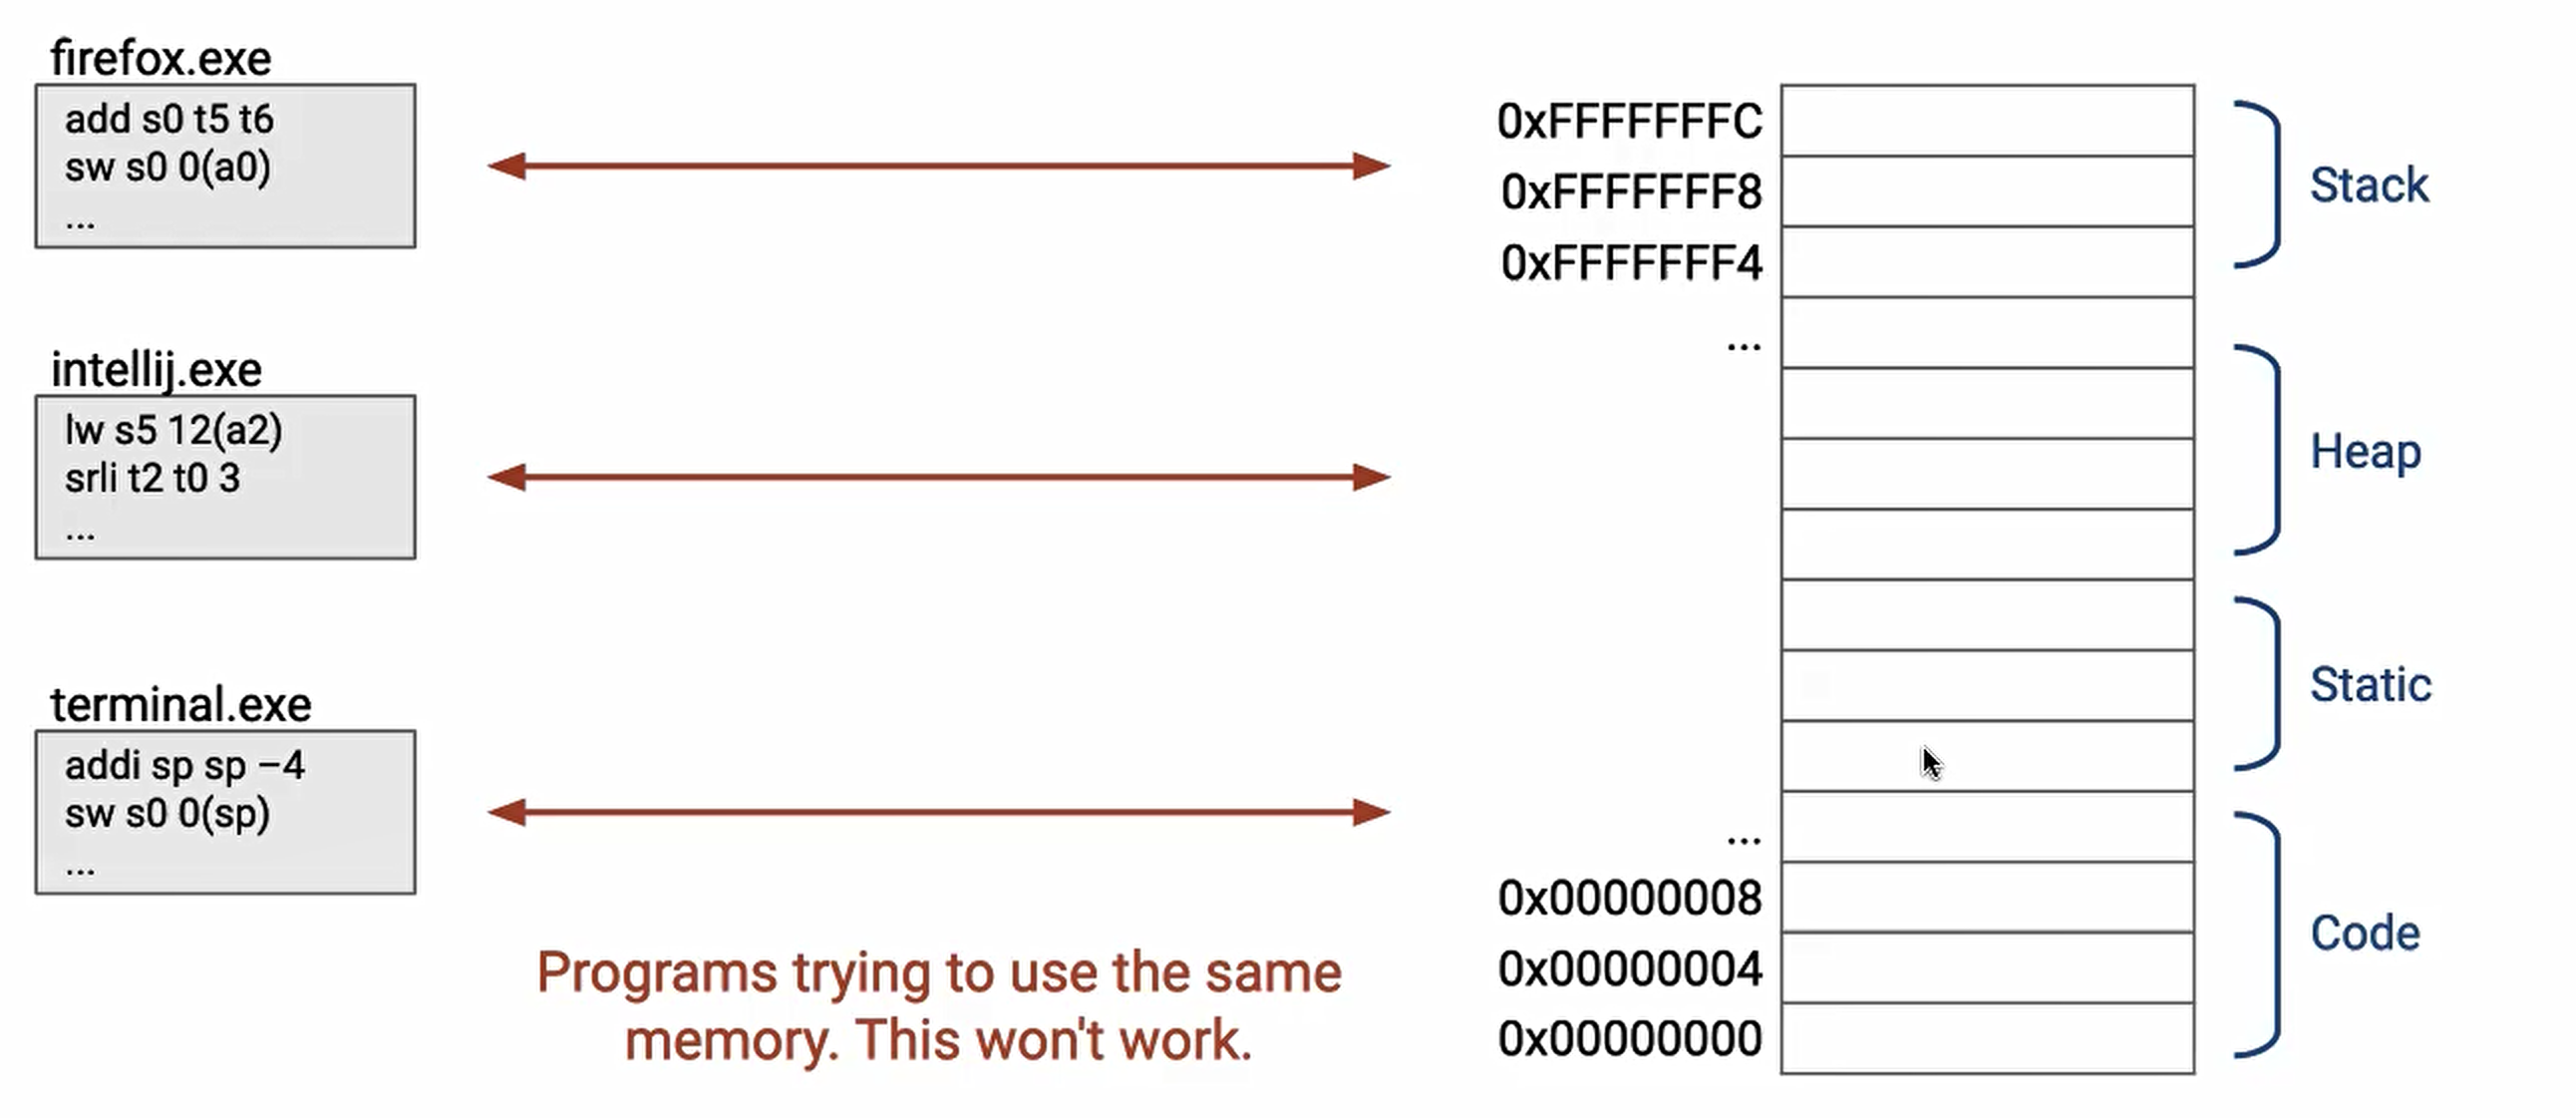 firefox.exe
add s0 t5 t6
sw s0 0(a0)
...
intellij.exe
lw s5 12(a2)
srli t2 t0 3
...
terminal.exe
addi sp sp −4
sw s0 0(sp)
...
Programs trying to use the same
memory. This won't work.
0xFFFFFFFC
0xFFFFFFF8
0xFFFFFFF4
...
...
0x00000008
0x00000004
0x00000000
Stack
Heap
Static
Code